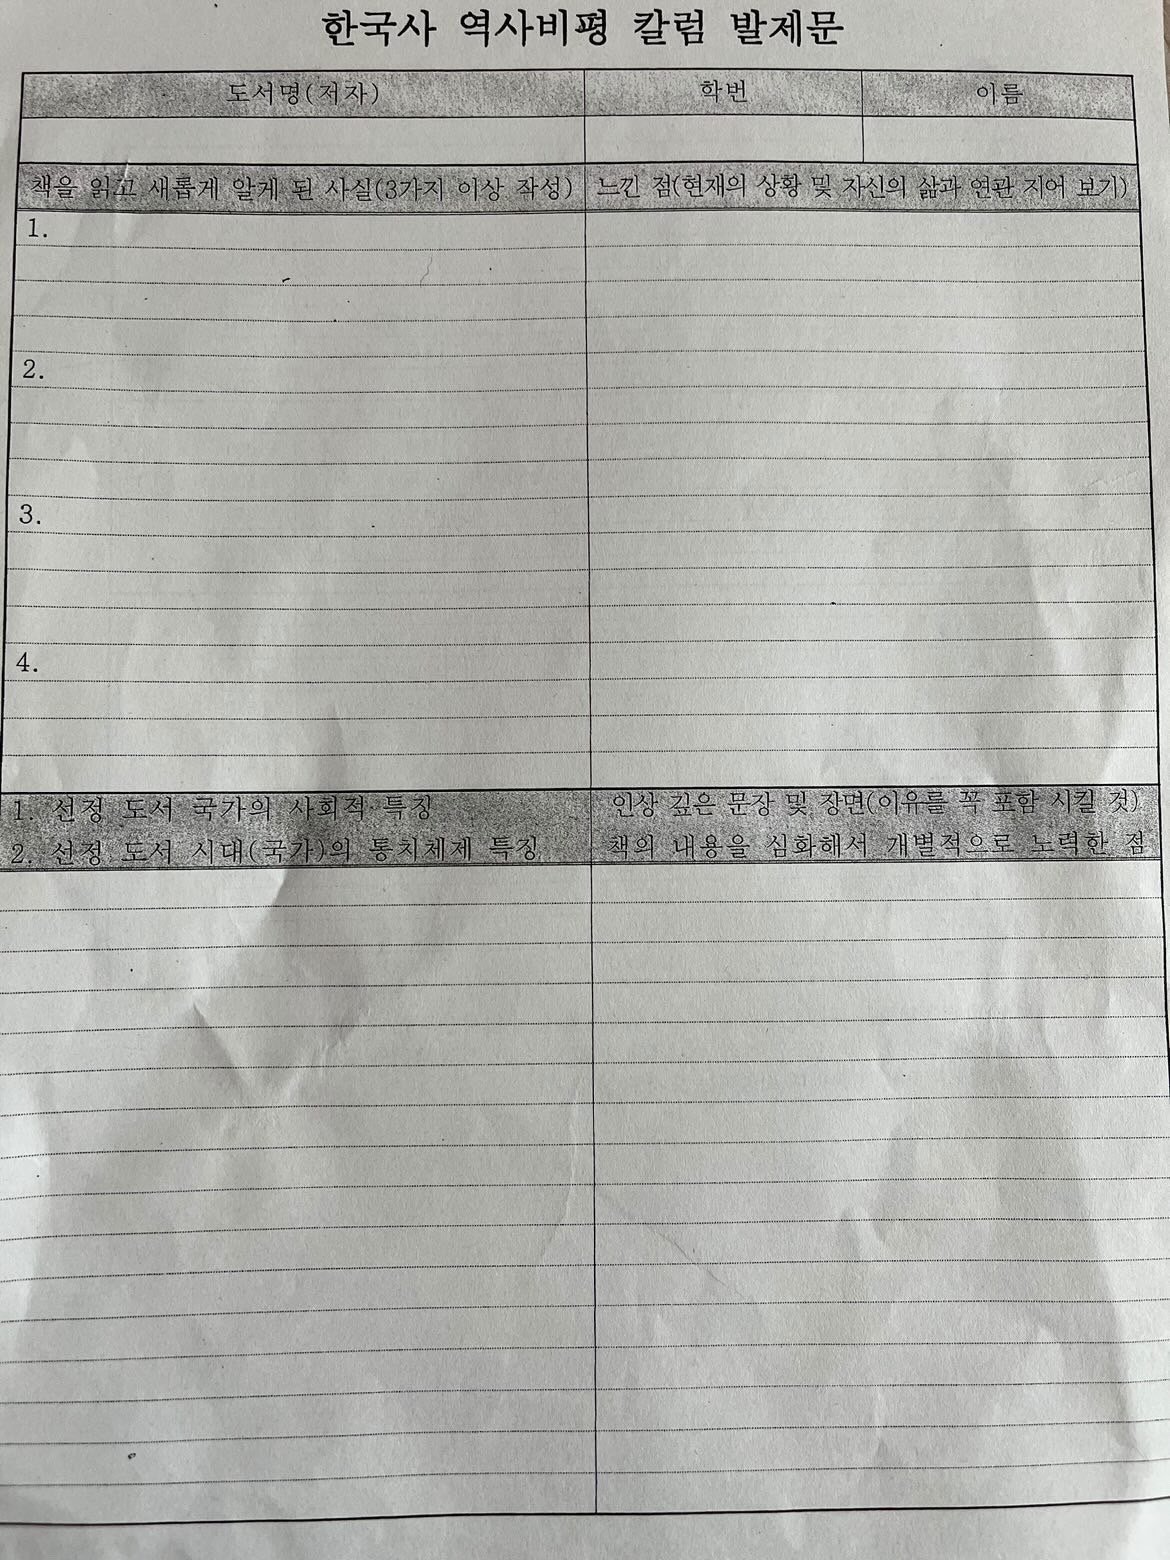 한국사 역사비평 칼럼 발제문
도서명(저자) 학번 이름
책을 읽고 새롭게 알게 된 사실(3가지 이상 작성) 느낀 점(현재의 상황 및 자신의 삶과 연관 지어 보기)
1.
2.
3.
4.
1. 선정 도서 국가의 사회적 특징
2. 선정 도서 시대(국가)의 통치체제 특징
인상 깊은 문장 및 장면(이유를 꼭 포함 시킬 것)
책의 내용을 심화해서 개별적으로 노력한 점